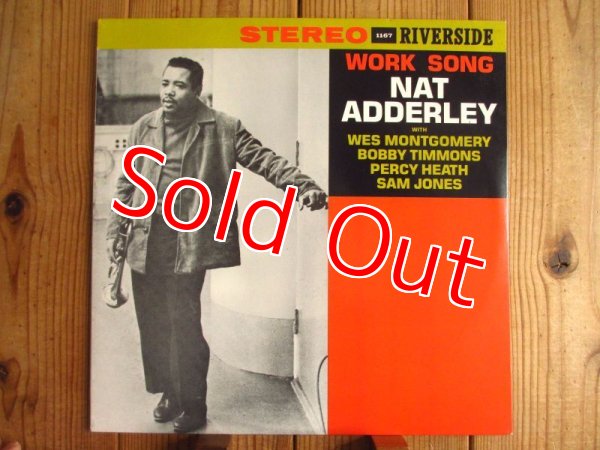 STEREO 1167 RIVERSIDE
WORK SONG
NAT
ADDERLEY
WITH
WES MONTGOMERY
BOBBY TIMMONS
PERCY HEATH
SAM JONES
Sold Out